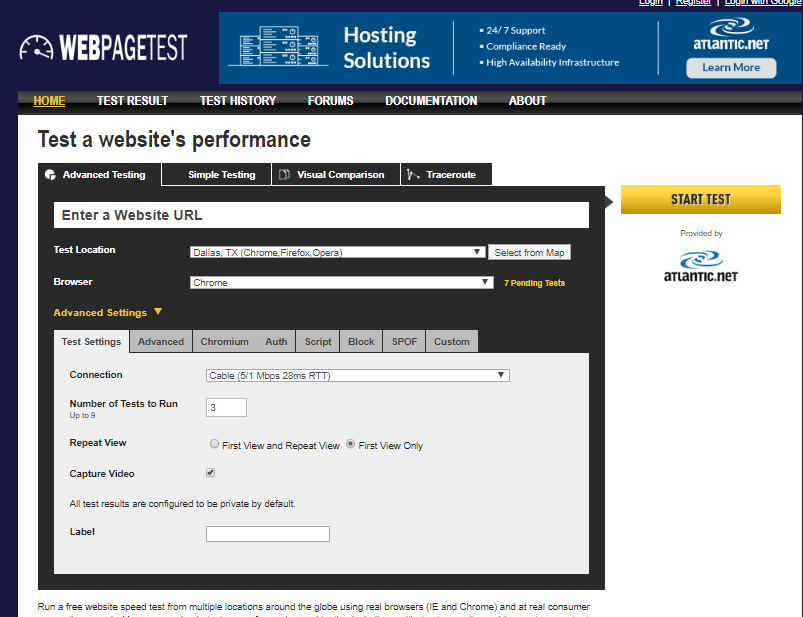 Login | Register | Login with Google
WEBPAGETEST
Hosting
Solutions
• 24/7 Support
• Compliance Ready
• High Availability Infrastructure
ATLANTIC.NET
Learn More
HOME TEST RESULT TEST HISTORY FORUMS DOCUMENTATION ABOUT
Test a website's performance
Advanced Testing Simple Testing Visual Comparison Traceroute
Enter a Website URL
START TEST
Provided by
ATLANTIC.NET
Test Location Dallas, TX (Chrome,Firefox,Opera) Select from Map
Browser Chrome 7 Pending Tests
Advanced Settings
Test Settings Advanced Chromium Auth Script Block SPOF Custom
Connection Cable (5/1 Mbps 28ms RTT)
Number of Tests to Run 3
Up to 9
Repeat View First View and Repeat View First View Only
Capture Video
All test results are configured to be private by default.
Label
Run a free website speed test from multiple locations around the globe using real browsers (IE and Chrome) and at real consumer